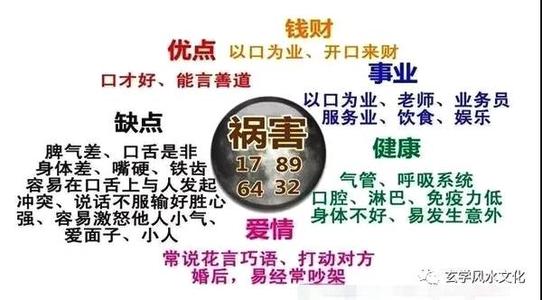 钱财
以口为业、开口来财
优点
口才好、能言善道
事业
以口为业、老师、业务员
服务业、饮食、娱乐
缺点
脾气差、口舌是非
身体差、嘴硬、铁齿
容易在口舌上与人发起
冲突、说话不服输好胜心
强、容易激怒他人小气、
爱面子、小人
祸害
17 89
64 32
健康
气管、呼吸系统
口腔、淋巴、免疫力低
身体不好、易发生意外
爱情
常说花言巧语、打动对方
婚后，易经常吵架
玄学风水文化